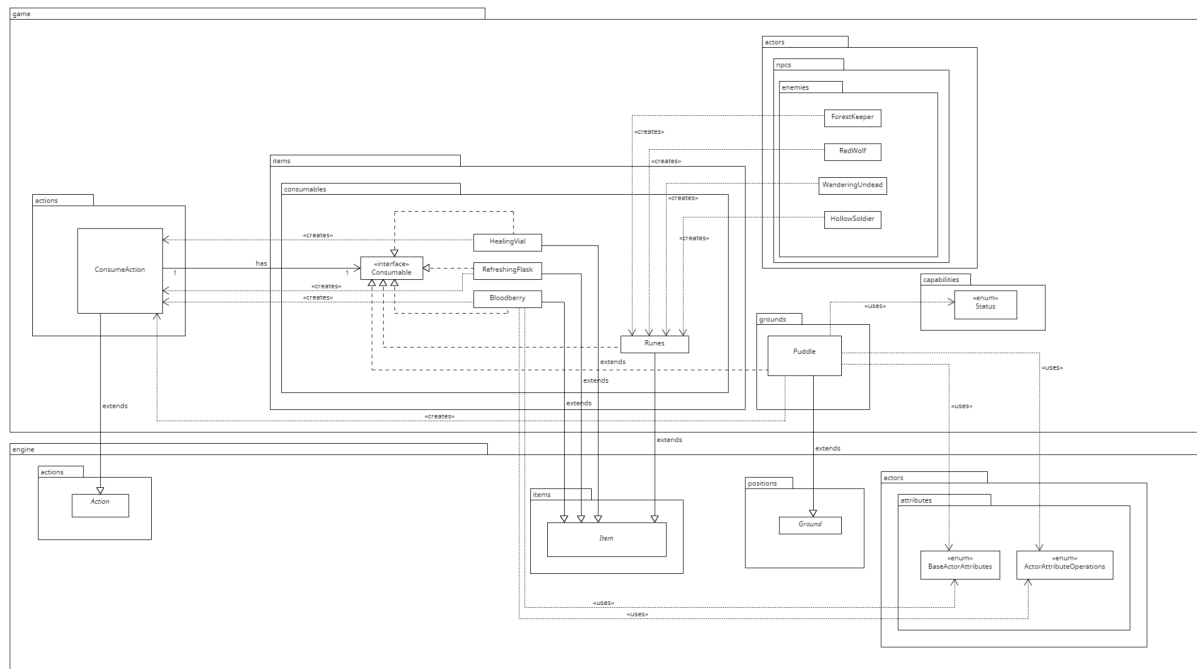 game
actors
npcs
enemies
ForestKeeper
«creates»
RedWolf
«creates»
items
WanderingUndead
consumables
«creates»
actions
HollowSoldier
«creates»
HealingVial
«creates»
ConsumeAction
has
1
1
«interface»
Consumable
RefreshingFlask
capabilities
«creates»
«enum»
Status
«creates»
Bloodberry
«uses»
grounds
Runes
Puddle
extends
«uses»
extends
extends
«uses»
extends
«creates»
extends
extends
engine
actions
actors
positions
items
attributes
Action
Ground
Item
«enum»
BaseActorAttributes
«enum»
ActorAttributeOperations
«uses»
«uses»